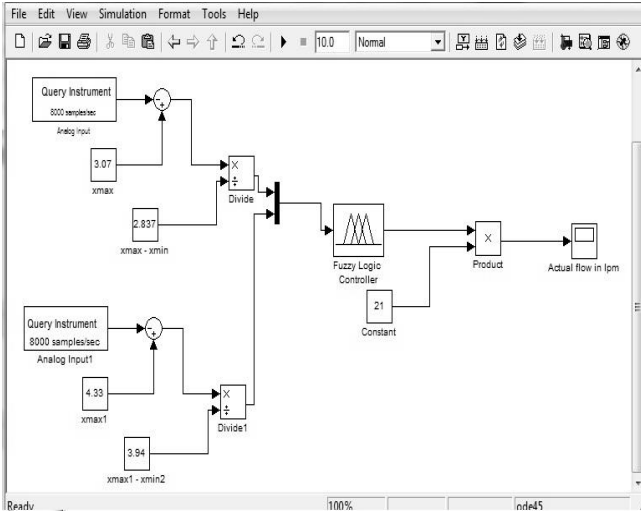 File Edit View Simulation Format Tools Help
10.0 Normal
Query Instrument
8000 samples/sec
Analog Input
3.07
xmax
2.837
xmax - xmin
Divide
Fuzzy Logic
Controller
21
Constant
Product
Actual flow in lpm
Query Instrument
8000 samples/sec
Analog Input1
4.33
xmax1
3.94
xmax1 - xmin2
Divide1
Ready 100% ode45